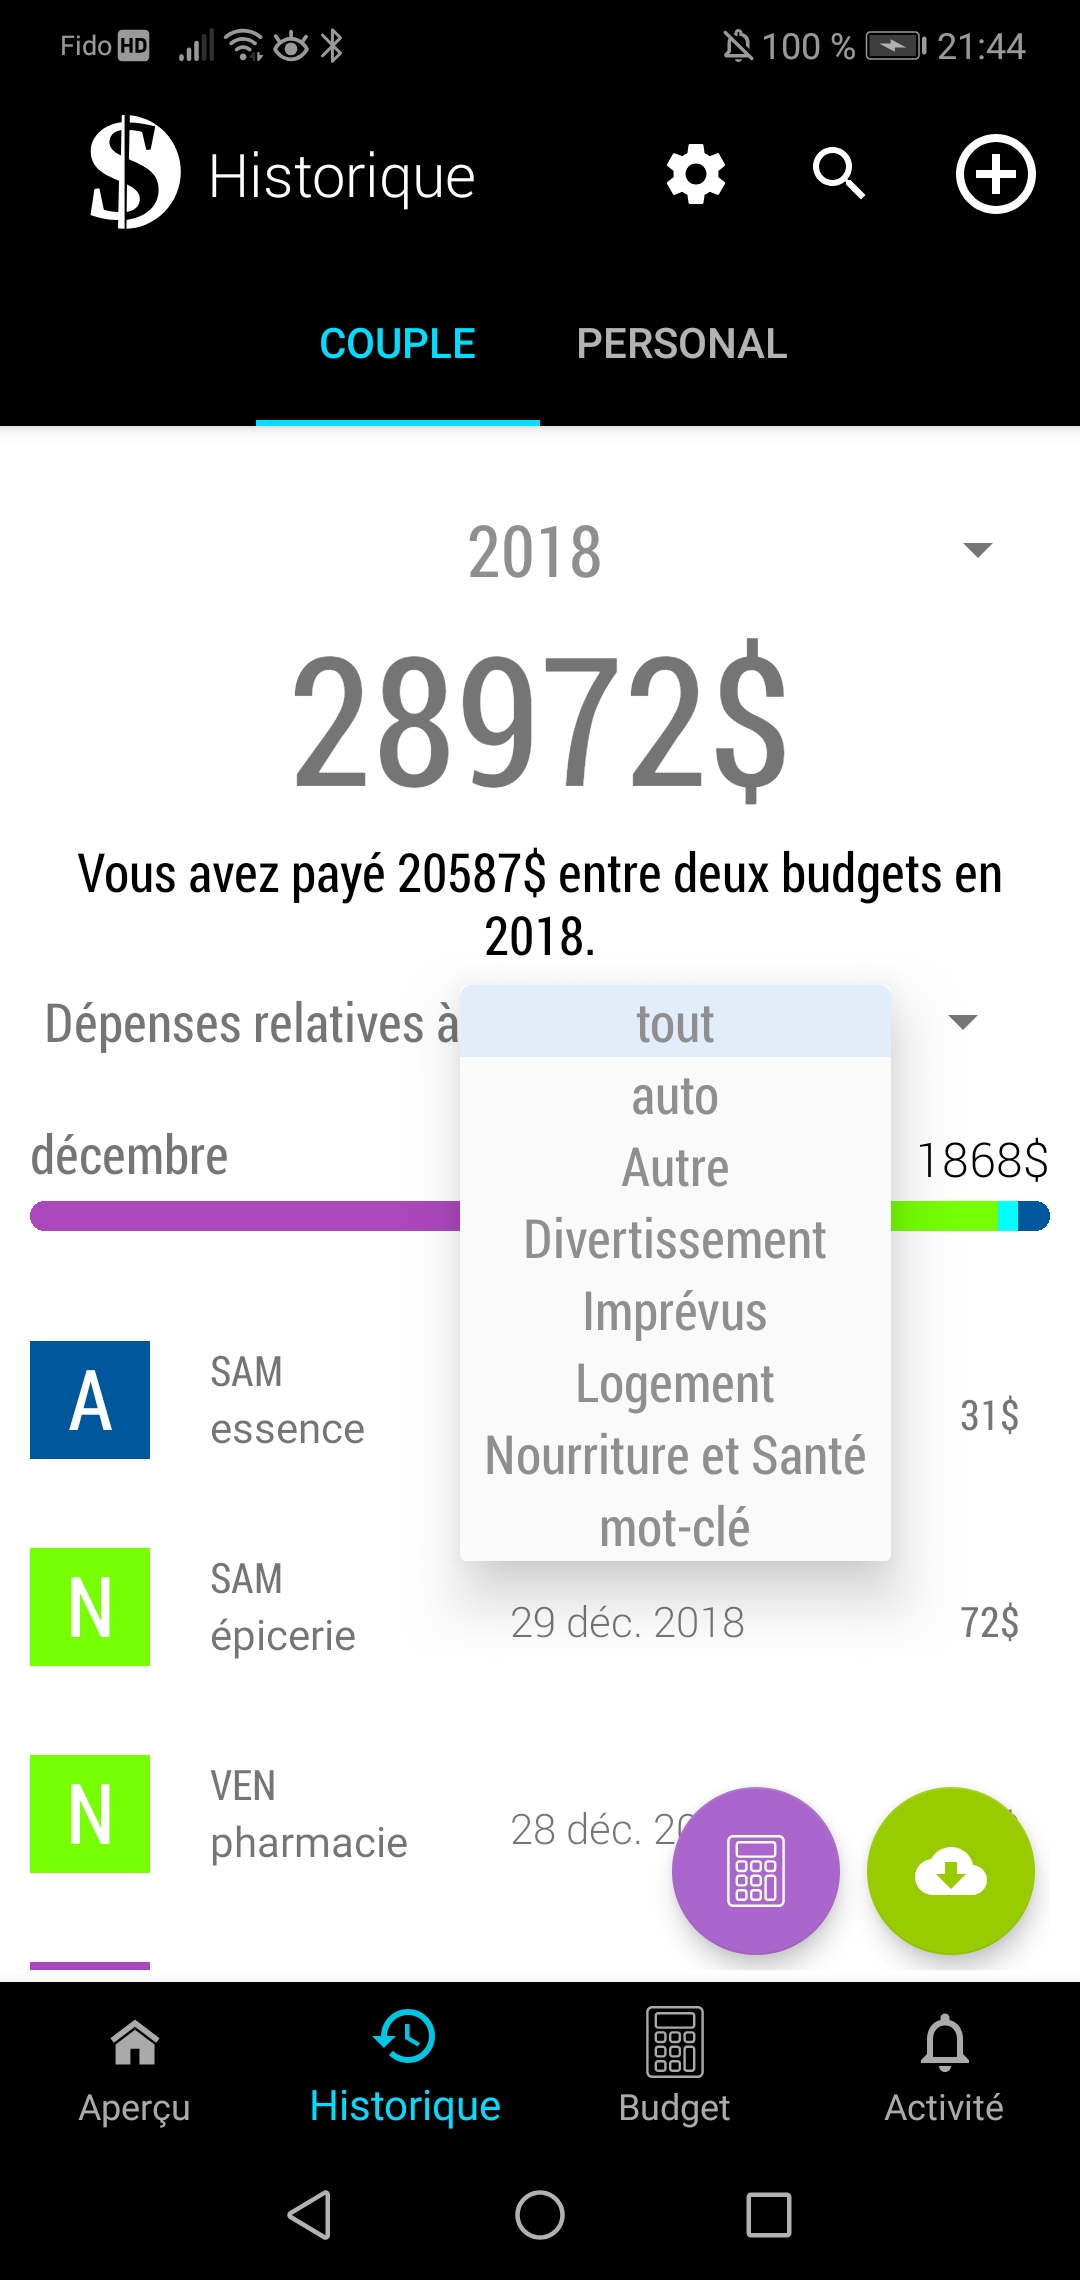 Fido HD 100 % 21:44
Historique
COUPLE PERSONAL
2018
28972$
Vous avez payé 20587$ entre deux budgets en
2018.
Dépenses relatives à
tout
auto
Autre
Divertissement
Imprévus
Logement
Nourriture et Santé
mot-clé
décembre 1868$
A
SAM
essence
31$
N
SAM
épicerie
29 déc. 2018
72$
N
VEN
pharmacie
28 déc.
Aperçu Historique Budget Activité